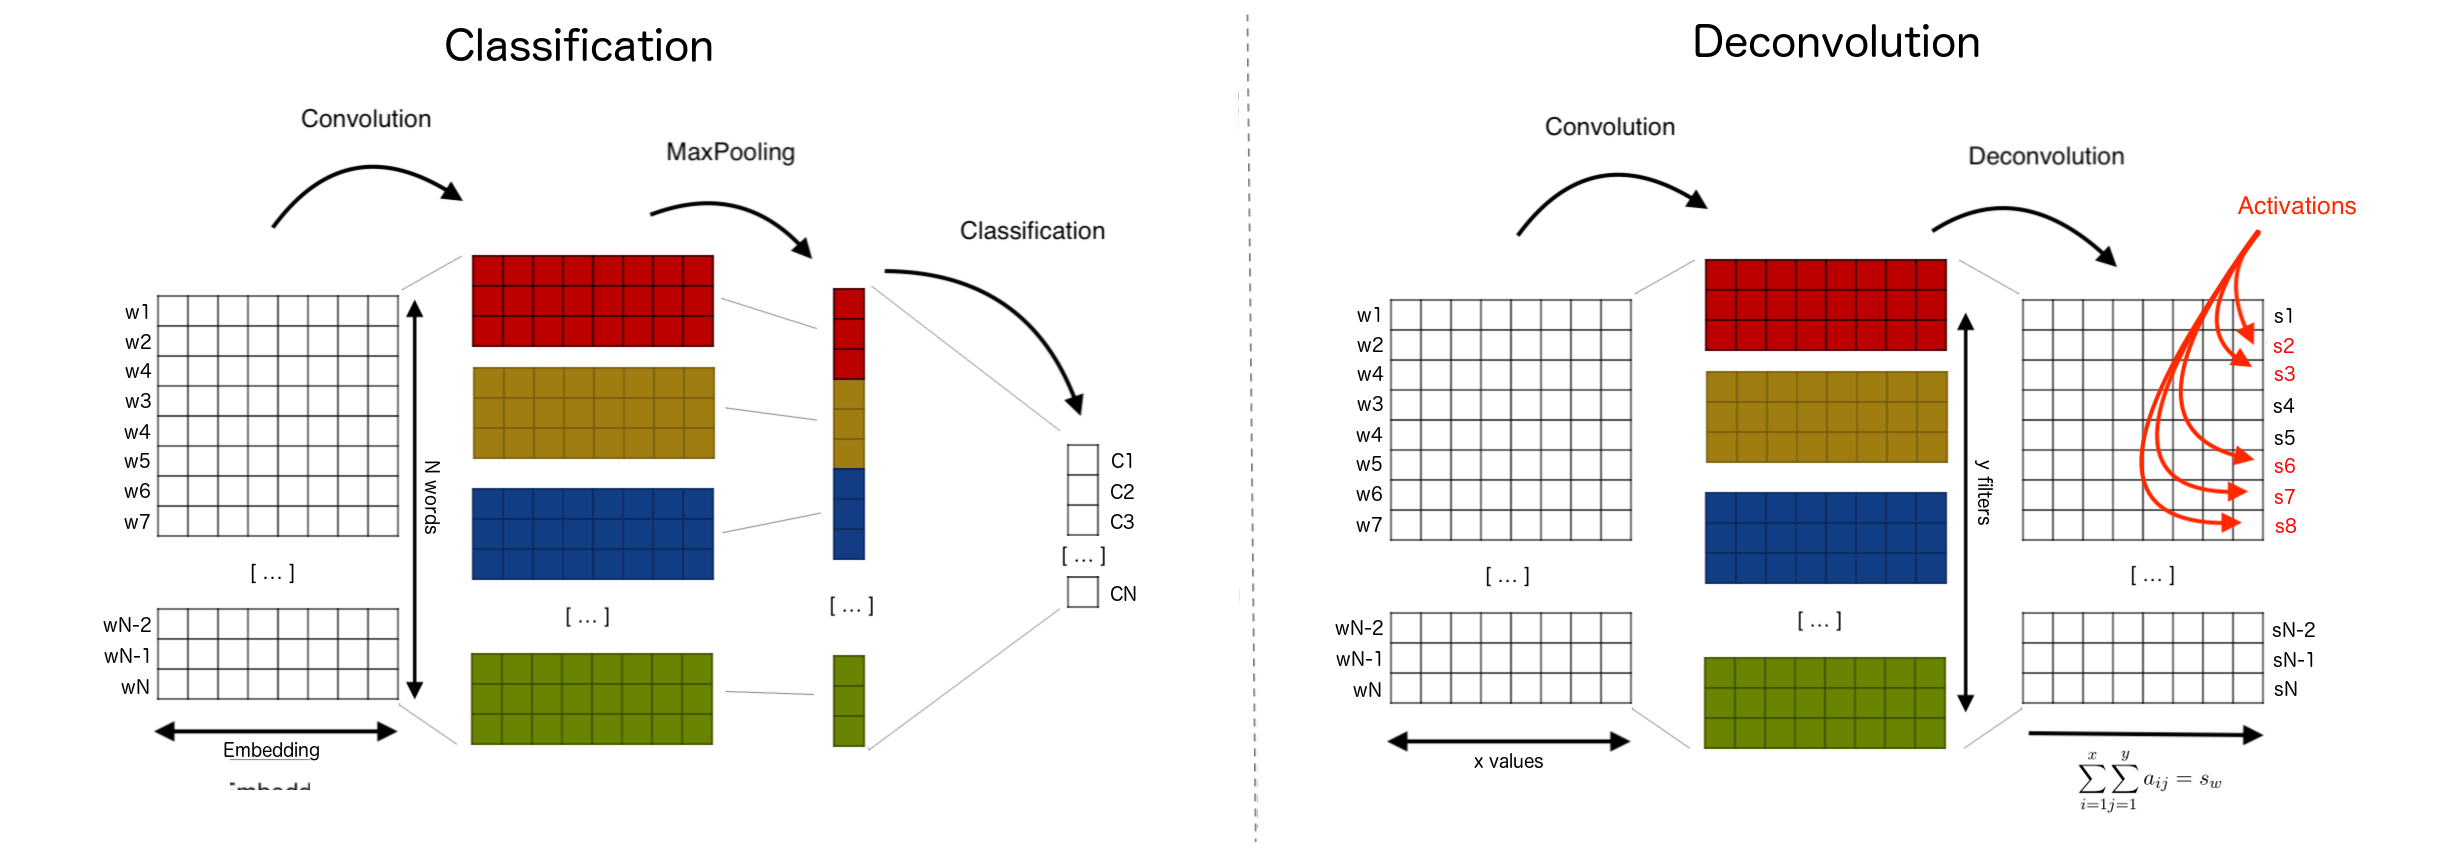 Classification
Convolution
MaxPooling
Classification
w1
w2
w4
w3
w4
w5
w6
w7
[ ... ]
wN-2
wN-1
wN
N words
Embedding
[ ... ]
[ ... ]
C1
C2
C3
[ ... ]
CN
Deconvolution
Convolution
Deconvolution
Activations
w1
w2
w4
w3
w4
w5
w6
w7
[ ... ]
wN-2
wN-1
wN
x values
[ ... ]
y filters
s1
s2
s3
s4
s5
s6
s7
s8
[ ... ]
sN-2
sN-1
sN
∑_{i=1}^{x} ∑_{j=1}^{y} a_{ij} = s_w